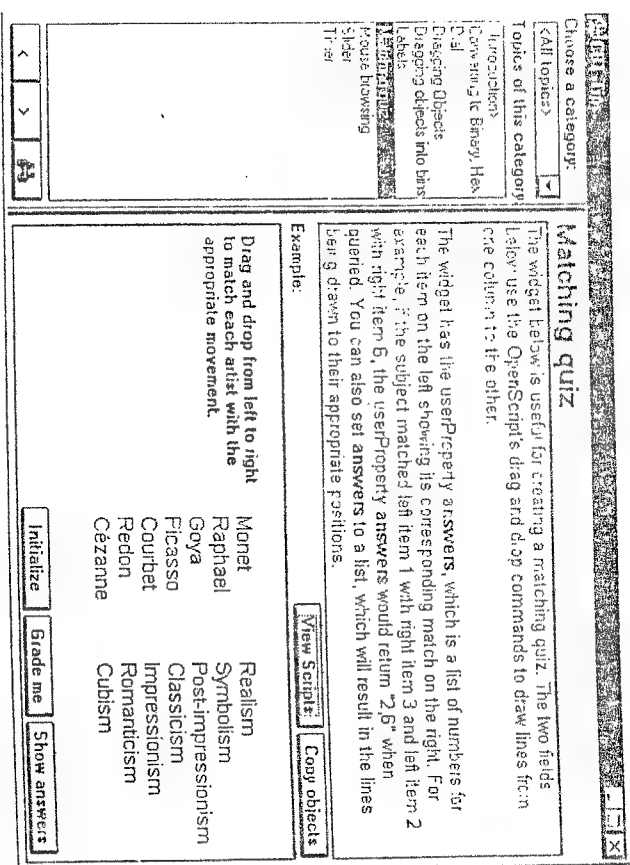 Choose a category:
<All topics>
Topics of this category
<Introduction>
Converting to Binary, Hex
Dial
Dragging Objects
Dragging objects into bins
Labels
Mouse browsing
Slider
Timer
<
>
Matching quiz
The widget below is useful for creating a matching quiz. The two fields
below use the OpenScript's drag and drop commands to draw lines from
one column to the other.
The widget has the userProperty answers, which is a list of numbers for
each item on the left showing its corresponding match on the right. For
example, if the subject matched left item 1 with right item 3 and left item 2
with right item 6, the userProperty answers would return "2,6" when
queried. You can also set answers to a list, which will result in the lines
being drawn to their appropriate positions.
Example:
View Scripts:
Copy objects
Drag and drop from left to right
to match each artist with the
appropriate movement.
Monet
Raphael
Goya
Picasso
Courbet
Redon
Cézanne
Realism
Symbolism
Post-impressionism
Classicism
Impressionism
Romanticism
Cubism
Initialize
Grade me
Show answers